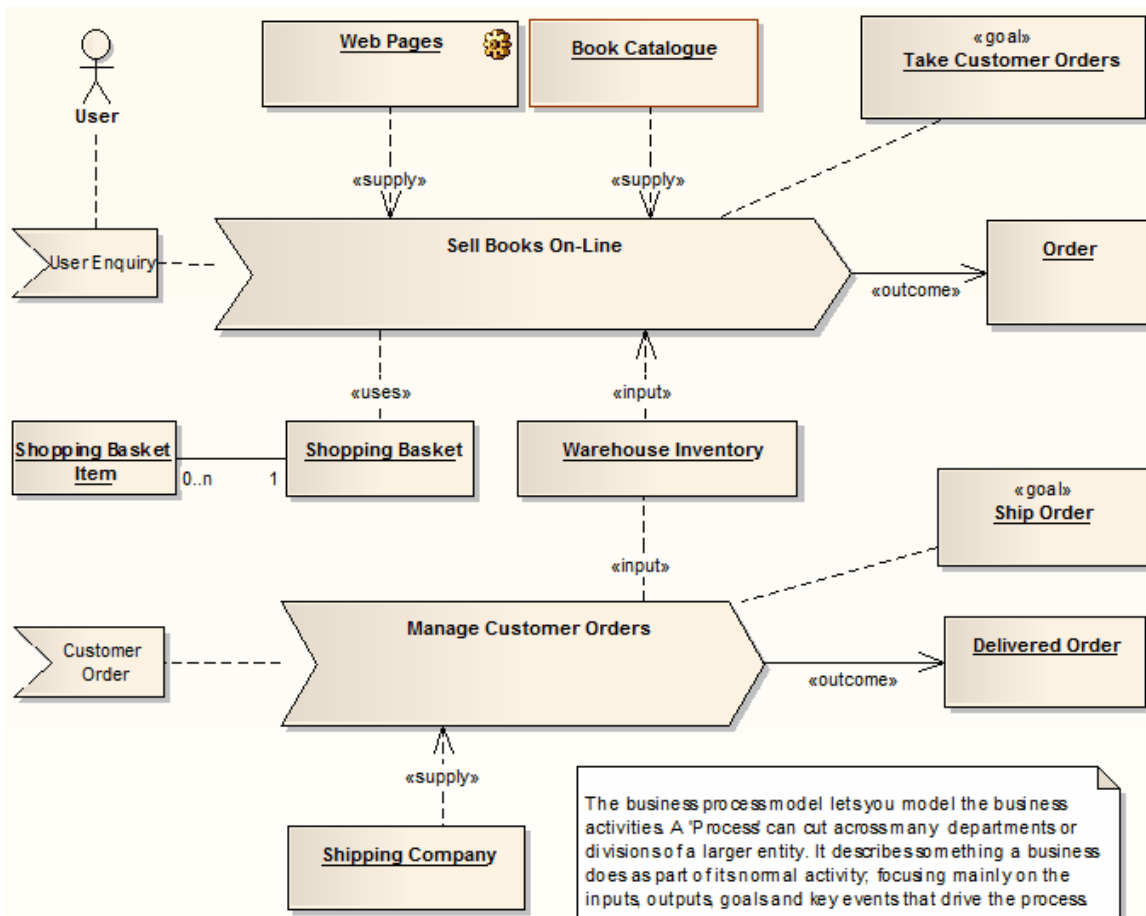 Web Pages
Book Catalogue
«goal»
Take Customer Orders
User
«supply»
«supply»
Sell Books On-Line
User Enquiry
Order
«outcome»
«uses»
«input»
Shopping Basket
Item
0..n
1
Shopping Basket
Warehouse Inventory
«goal»
Ship Order
«input»
Manage Customer Orders
Customer
Order
Delivered Order
«outcome»
«supply»
Shipping Company
The business process model lets you model the business
activities. A 'Process' can cut across many departments or
divisions of a larger entity. It describes something a business
does as part of its normal activity; focusing mainly on the
inputs, outputs, goals and key events that drive the process